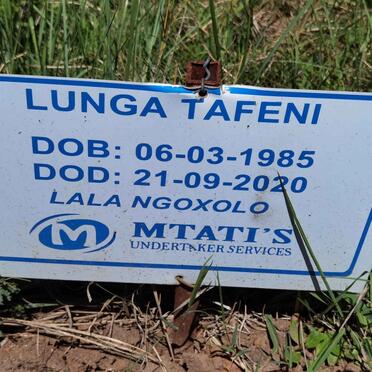 LUNGA TAFENI
DOB: 06-03-1985
DOD: 21-09-2020
LALA NGOXOLO
M MTATI'S
UNDERTAKER SERVICES